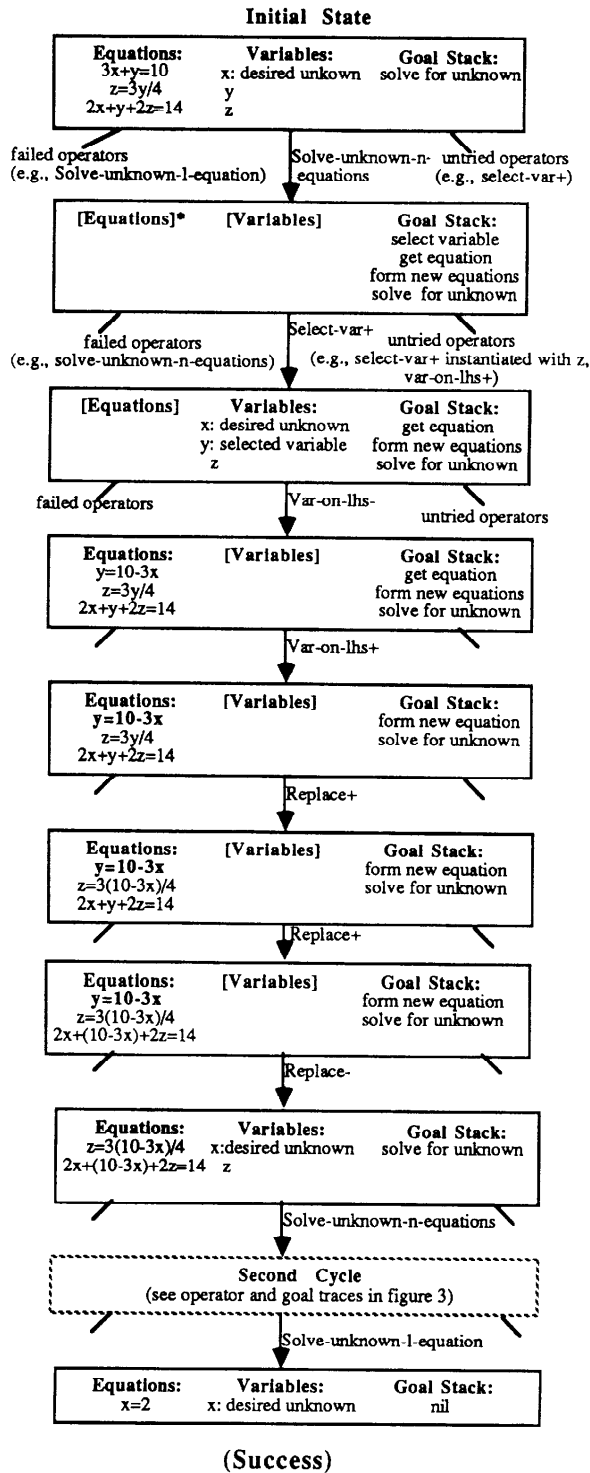 Initial State
Equations: Variables: Goal Stack:
3x+y=10 x: desired unkown solve for unknown
z=3y/4 y
2x+y+2z=14 z
failed operators Solve-unknown-n- untried operators
(e.g., Solve-unknown-1-equation) equations (e.g., select-var+)
[Equations]* [Variables] Goal Stack:
select variable
get equation
form new equations
solve for unknown
Select-var+
failed operators untried operators
(e.g., solve-unknown-n-equations) (e.g., select-var+ instantiated with z,
var-on-lhs+)
[Equations] Variables: Goal Stack:
x: desired unknown get equation
y: selected variable form new equations
z solve for unknown
failed operators Var-on-lhs- untried operators
Equations: [Variables] Goal Stack:
y=10-3x get equation
z=3y/4 form new equations
2x+y+2z=14 solve for unknown
Var-on-lhs+
Equations: [Variables] Goal Stack:
y=10-3x form new equation
z=3y/4 solve for unknown
2x+y+2z=14
Replace+
Equations: [Variables] Goal Stack:
y=10-3x form new equation
z=3(10-3x)/4 solve for unknown
2x+y+2z=14
Replace+
Equations: [Variables] Goal Stack:
y=10-3x form new equation
z=3(10-3x)/4 solve for unknown
2x+(10-3x)+2z=14
Replace-
Equations: Variables: Goal Stack:
z=3(10-3x)/4 x:desired unknown solve for unknown
2x+(10-3x)+2z=14 z
Solve-unknown-n-equations
Second Cycle
(see operator and goal traces in figure 3)
Solve-unknown-1-equation
Equations: Variables: Goal Stack:
x=2 x: desired unknown nil
(Success)